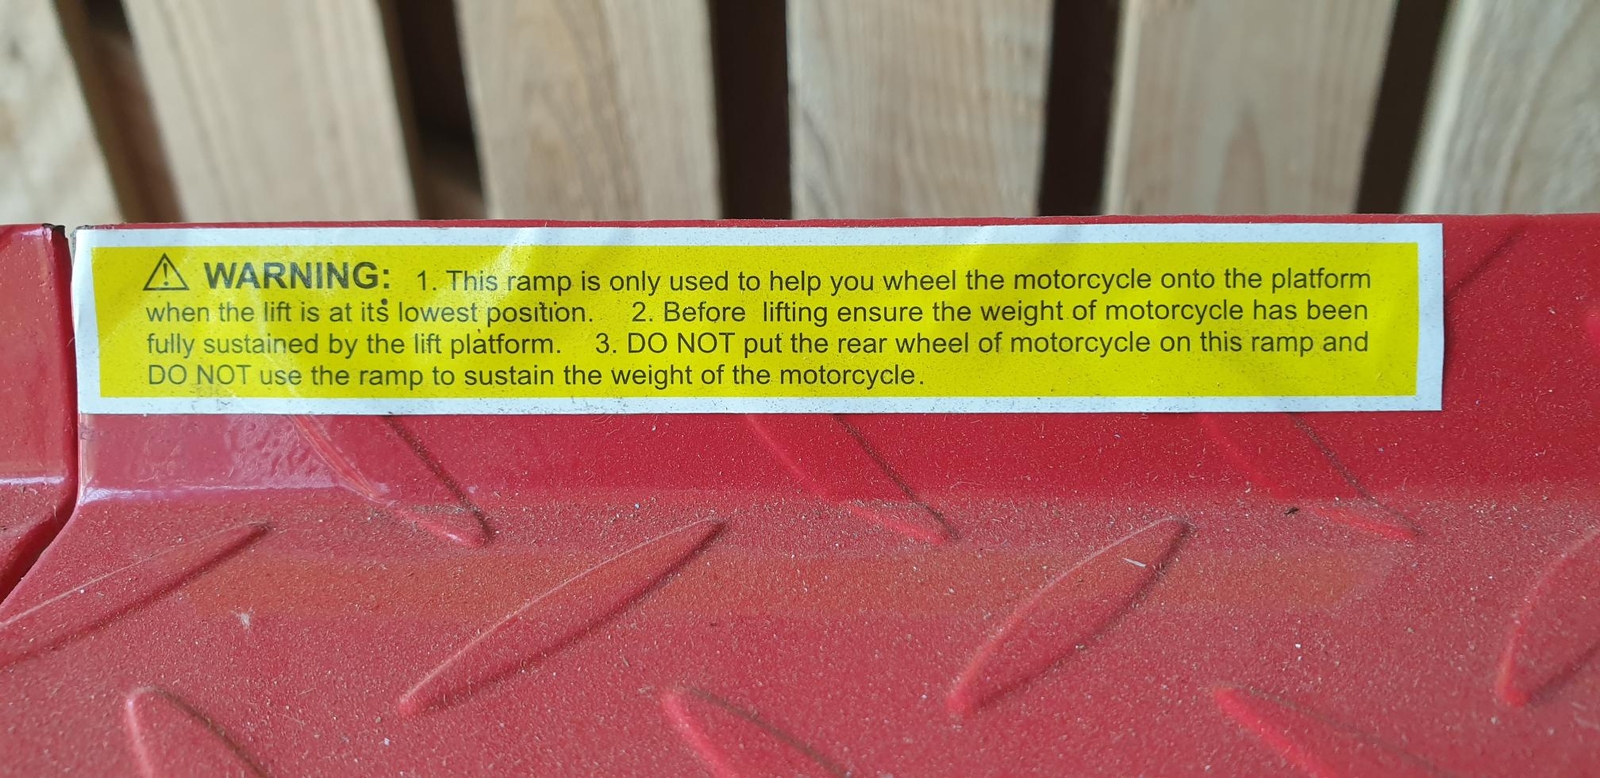 WARNING: 1. This ramp is only used to help you wheel the motorcycle onto the platform
when the lift is at its lowest position. 2. Before lifting ensure the weight of motorcycle has been
fully sustained by the lift platform. 3. DO NOT put the rear wheel of motorcycle on this ramp and
DO NOT use the ramp to sustain the weight of the motorcycle.